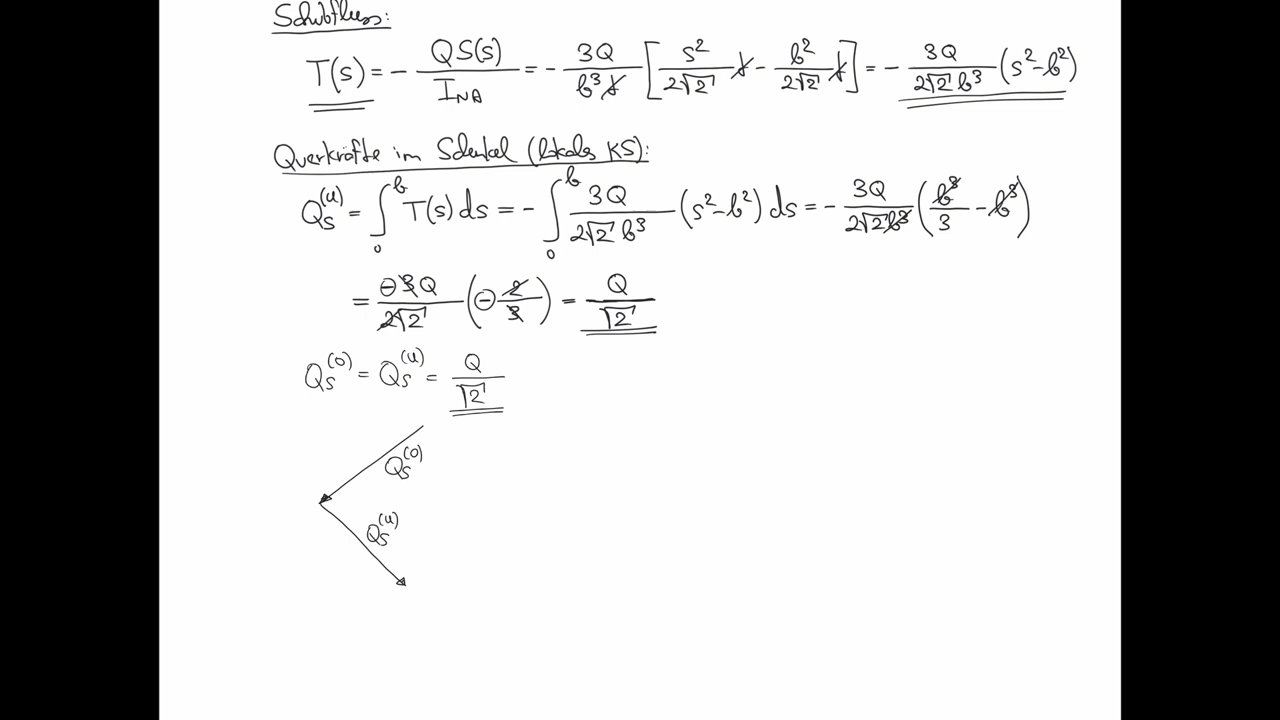 Schubfluss:
T(s) = - QS(s)/I_NA = - 3Q/(b³t) [ s²/(2√2) t - b²/(2√2) t ] = - 3Q/(2√2 b³) (s²-b²)
Querkräfte im Schenkel (lokales KS):
Q_S^(u) = ∫₀^b T(s) ds = - ∫₀^b 3Q/(2√2 b³) (s²-b²) ds = - 3Q/(2√2 b³) (b³/3 - b³)
= -3Q/(2√2) (-2/3) = Q/√2
Q_S^(o) = Q_S^(u) = Q/√2
Q_S^(o)
Q_S^(u)